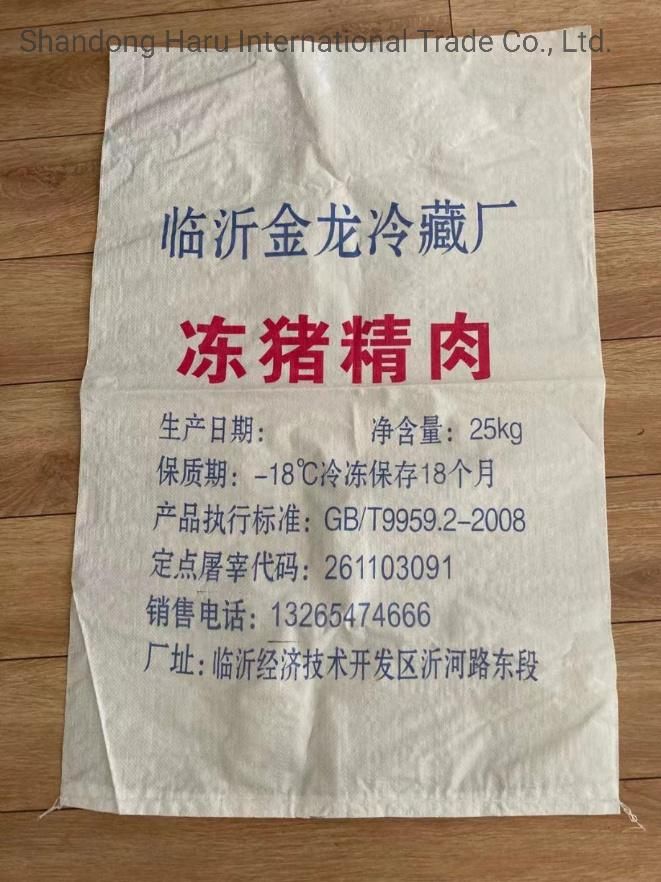 Shandong Haru International Trade Co., Ltd.
临沂金龙冷藏厂
冻猪精肉
生产日期: 净含量: 25kg
保质期: -18℃冷冻保存18个月
产品执行标准: GB/T9959.2-2008
定点屠宰代码: 261103091
销售电话: 13265474666
厂址: 临沂经济技术开发区沂河路东段